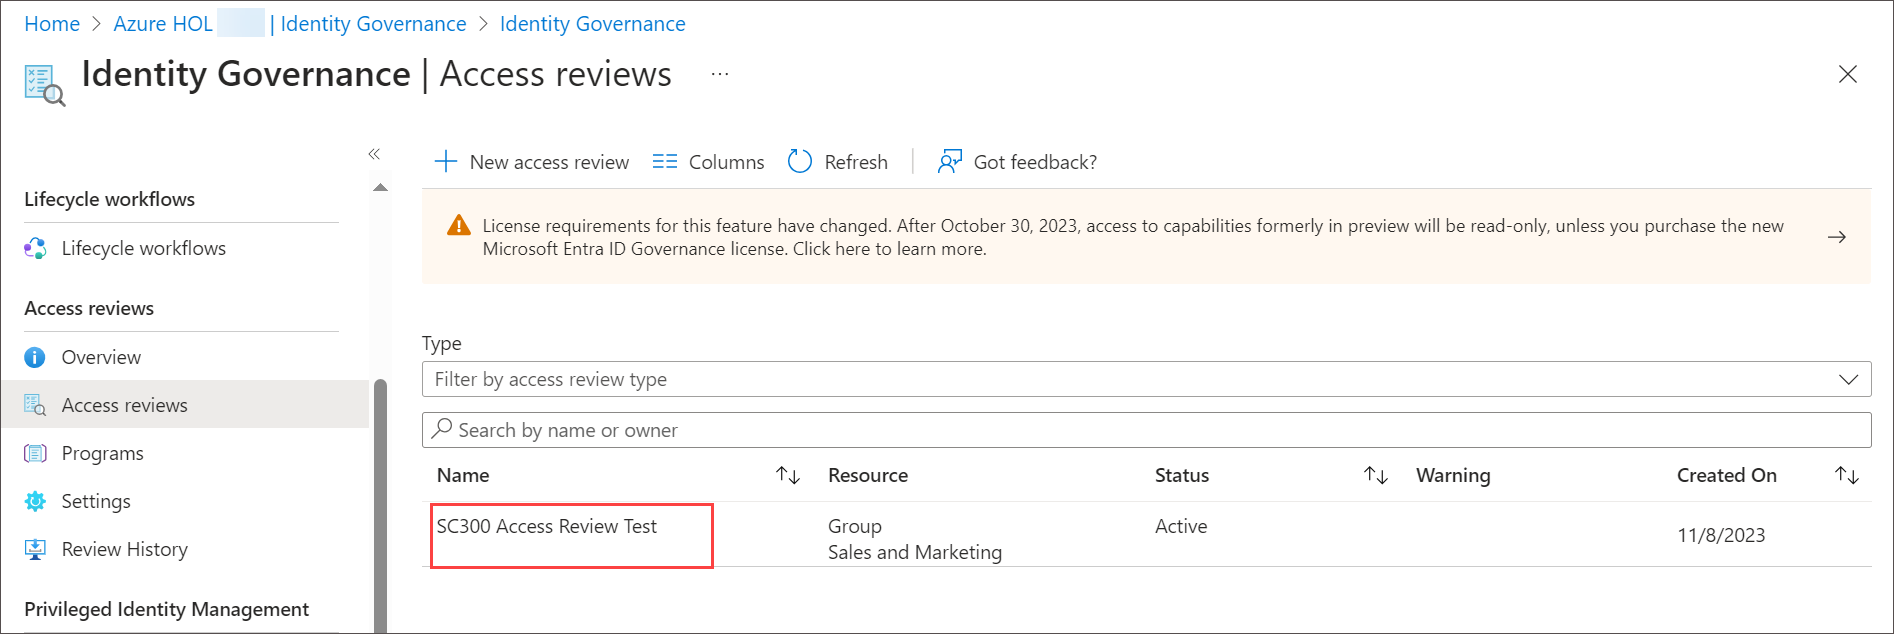 Home > Azure HOL | Identity Governance > Identity Governance
Identity Governance | Access reviews ...
Lifecycle workflows
Lifecycle workflows
Access reviews
Overview
Access reviews
Programs
Settings
Review History
Privileged Identity Management
New access review Columns Refresh Got feedback?
License requirements for this feature have changed. After October 30, 2023, access to capabilities formerly in preview will be read-only, unless you purchase the new
Microsoft Entra ID Governance license. Click here to learn more.
Type
Filter by access review type
Search by name or owner
Name Resource Status Warning Created On
SC300 Access Review Test Group Active 11/8/2023
Sales and Marketing